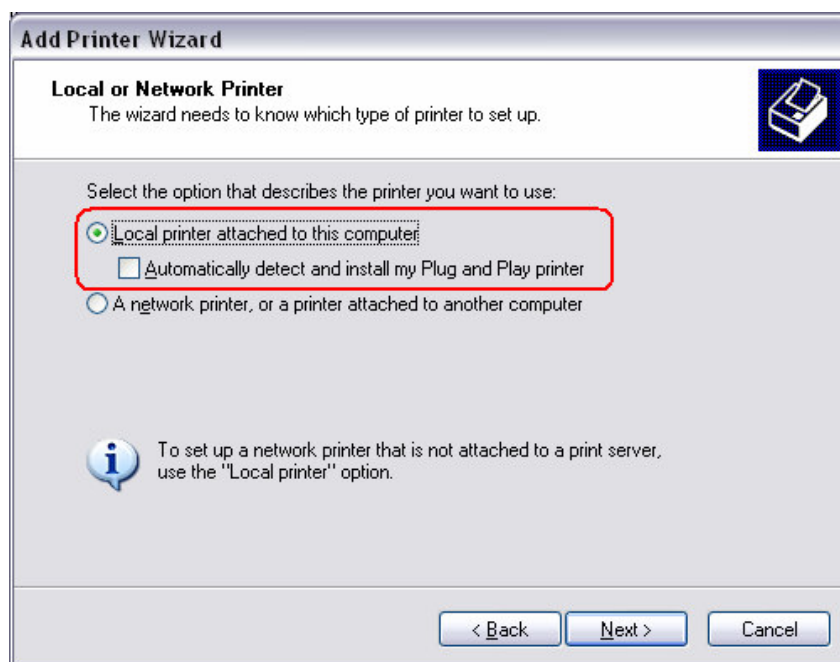 Add Printer Wizard
Local or Network Printer
The wizard needs to know which type of printer to set up.
Select the option that describes the printer you want to use:
Local printer attached to this computer
Automatically detect and install my Plug and Play printer
A network printer, or a printer attached to another computer
To set up a network printer that is not attached to a print server,
use the "Local printer" option.
< Back Next > Cancel